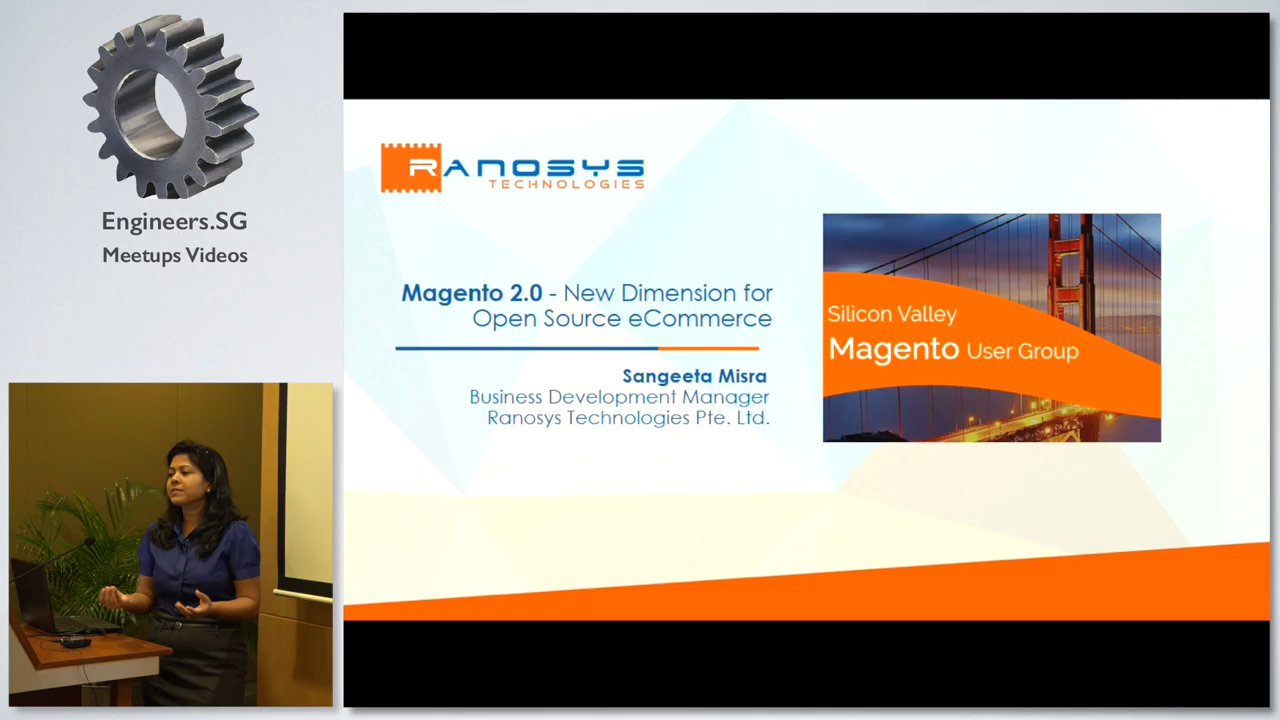 Engineers.SG
Meetups Videos
RANOSYS
TECHNOLOGIES
Magento 2.0 - New Dimension for
Open Source eCommerce
Sangeeta Misra
Business Development Manager
Ranosys Technologies Pte. Ltd.
Silicon Valley
Magento User Group